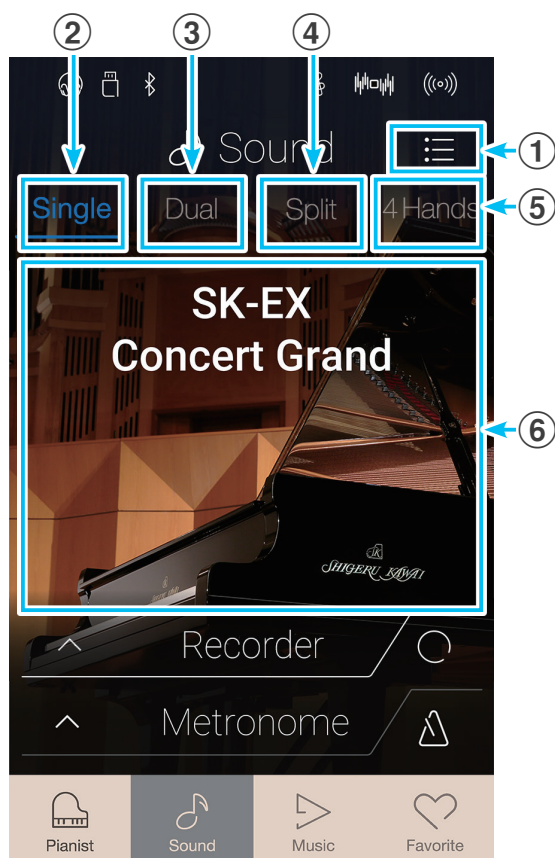 ② ③ ④
Sound
①
Single Dual Split 4 Hands
⑤
SK-EX
Concert Grand
⑥
SHIGERU KAWAI
Recorder
Metronome
Pianist Sound Music Favorite